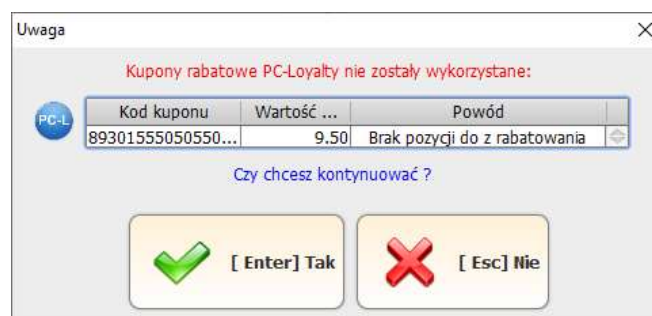 Uwaga
Kupony rabatowe PC-Loyalty nie zostały wykorzystane:
PC-L
Kod kuponu Wartość ... Powód
89301555050550... 9.50 Brak pozycji do z rabatowania
Czy chcesz kontynuować ?
[ Enter] Tak [ Esc] Nie